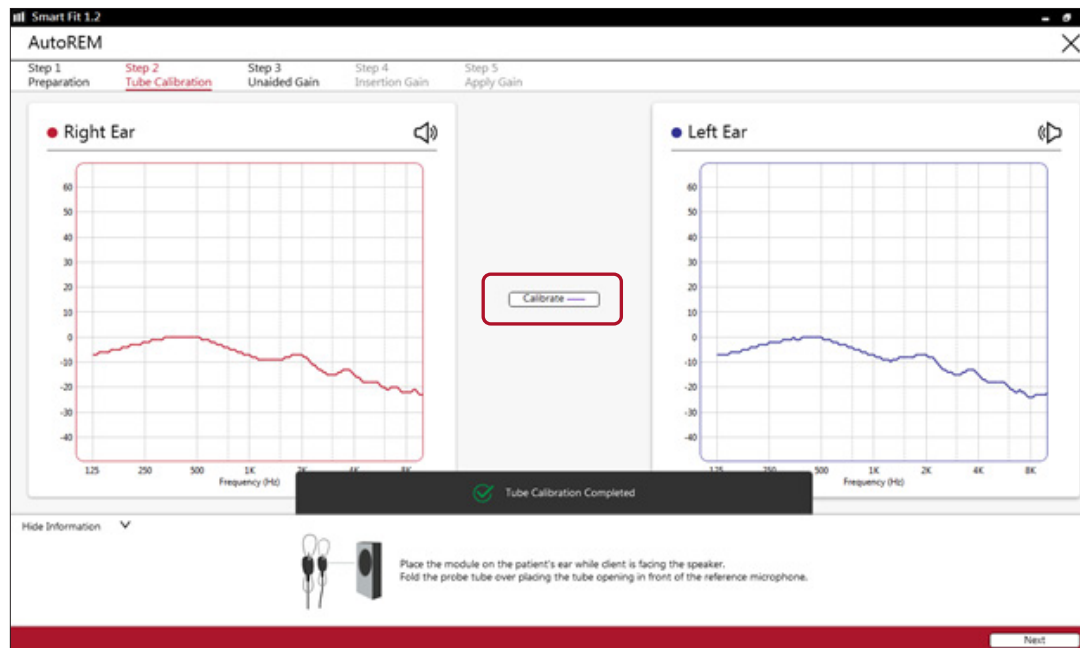 Smart Fit 1.2
AutoREM
Step 1 Step 2 Step 3 Step 4 Step 5
Preparation Tube Calibration Unaided Gain Insertion Gain Apply Gain
Right Ear
60
50
40
30
20
10
0
-10
-20
-30
-40
125 250 500 1K 2K 4K 8K
Frequency (Hz)
Calibrate
Left Ear
60
50
40
30
20
10
0
-10
-20
-30
-40
125 250 500 1K 2K 4K 8K
Frequency (Hz)
Tube Calibration Completed
Hide Information
Place the module on the patient's ear while client is facing the speaker.
Fold the probe tube over placing the tube opening in front of the reference microphone.
Next